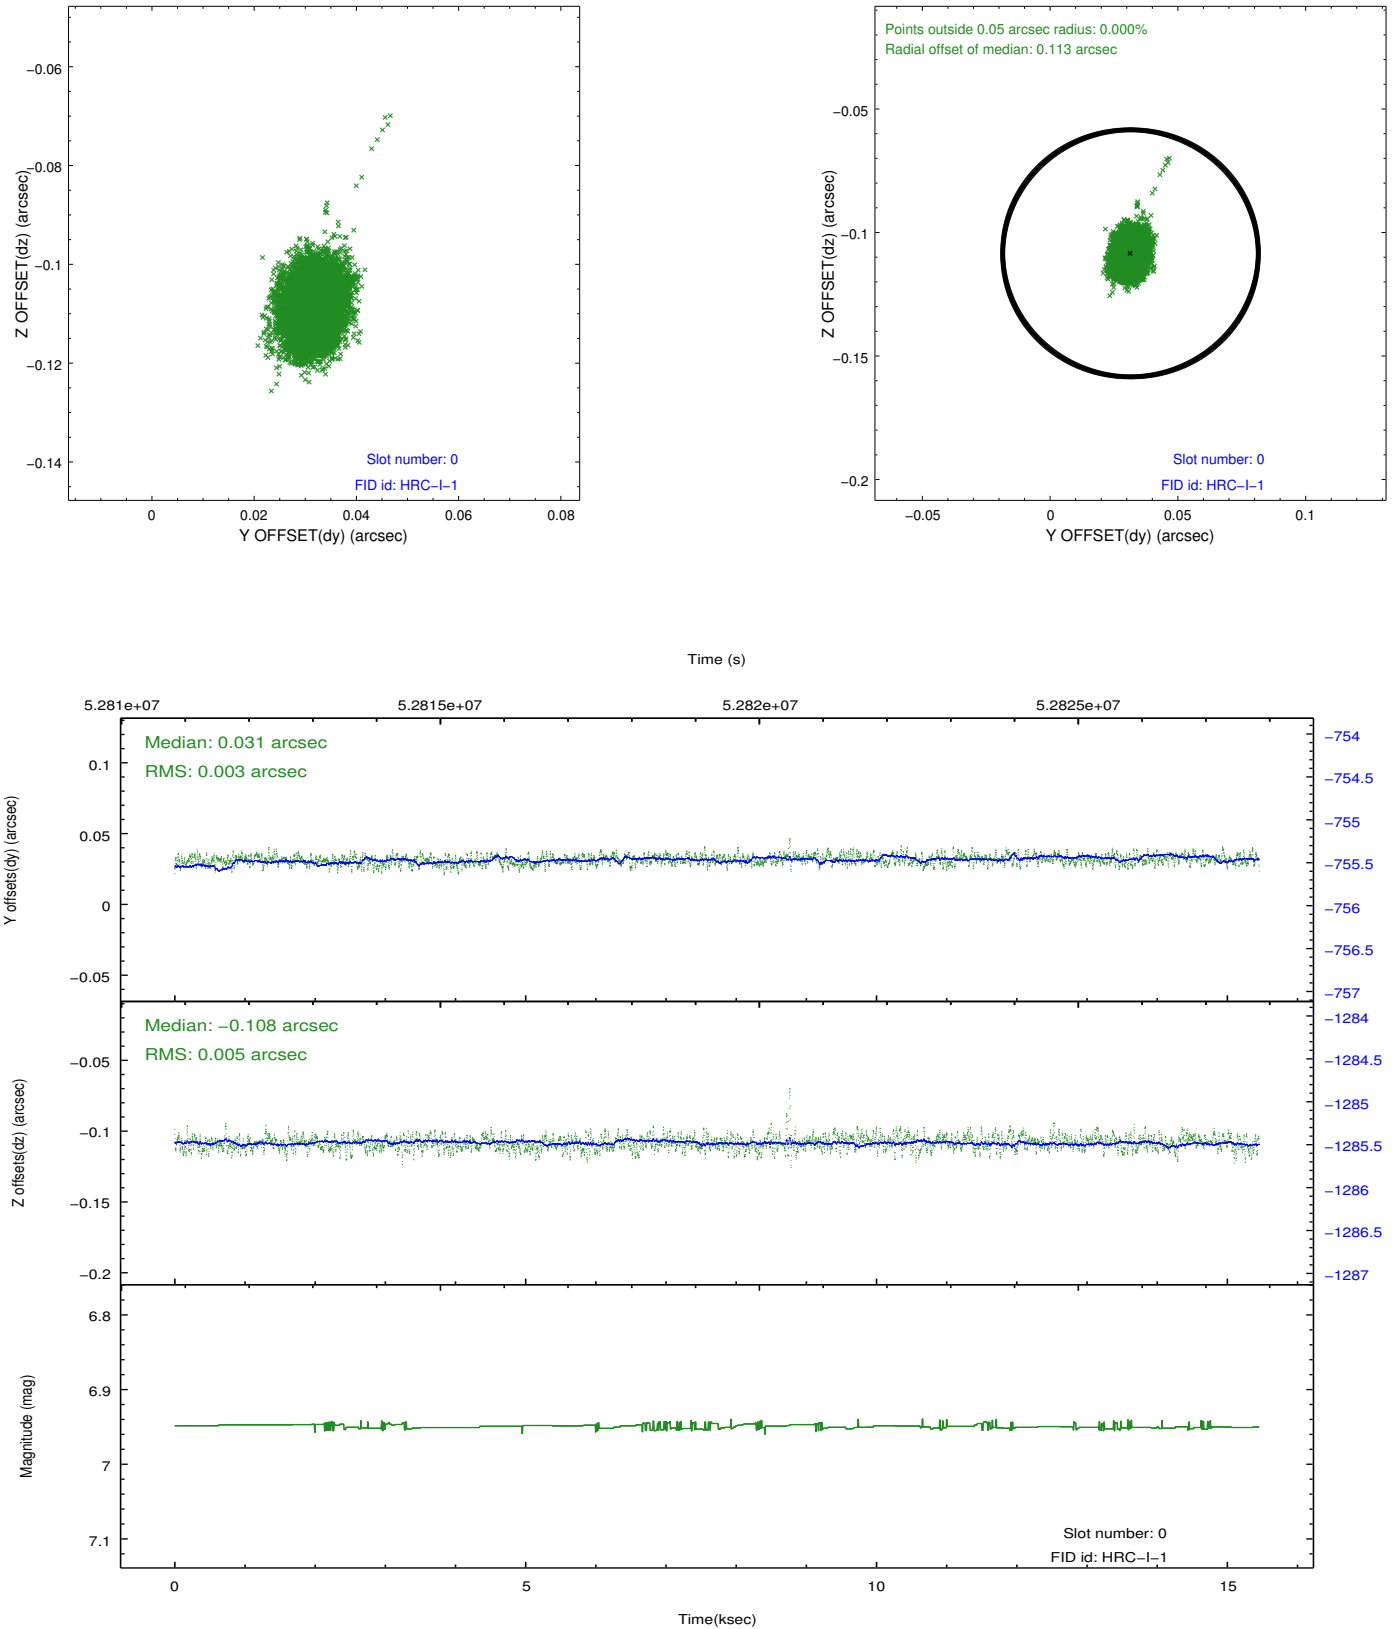 −0.06
−0.08
−0.1
−0.12
−0.14
Z OFFSET(dz) (arcsec)
Slot number: 0
FID id: HRC−I−1
0
0.02
0.04
0.06
0.08
Y OFFSET(dy) (arcsec)
Points outside 0.05 arcsec radius: 0.000%
Radial offset of median: 0.113 arcsec
−0.05
−0.1
−0.15
−0.2
Z OFFSET(dz) (arcsec)
Slot number: 0
FID id: HRC−I−1
−0.05
0
0.05
0.1
Y OFFSET(dy) (arcsec)
Time (s)
5.281e+07
5.2815e+07
5.282e+07
5.2825e+07
Median: 0.031 arcsec
RMS: 0.003 arcsec
0.1
0.05
0
−0.05
Y offsets(dy) (arcsec)
−754
−754.5
−755
−755.5
−756
−756.5
−757
Median: −0.108 arcsec
RMS: 0.005 arcsec
−0.05
−0.1
−0.15
−0.2
Z offsets(dz) (arcsec)
−1284
−1284.5
−1285
−1285.5
−1286
−1286.5
−1287
6.8
6.9
7
7.1
Magnitude (mag)
Slot number: 0
FID id: HRC−I−1
0
5
10
15
Time(ksec)